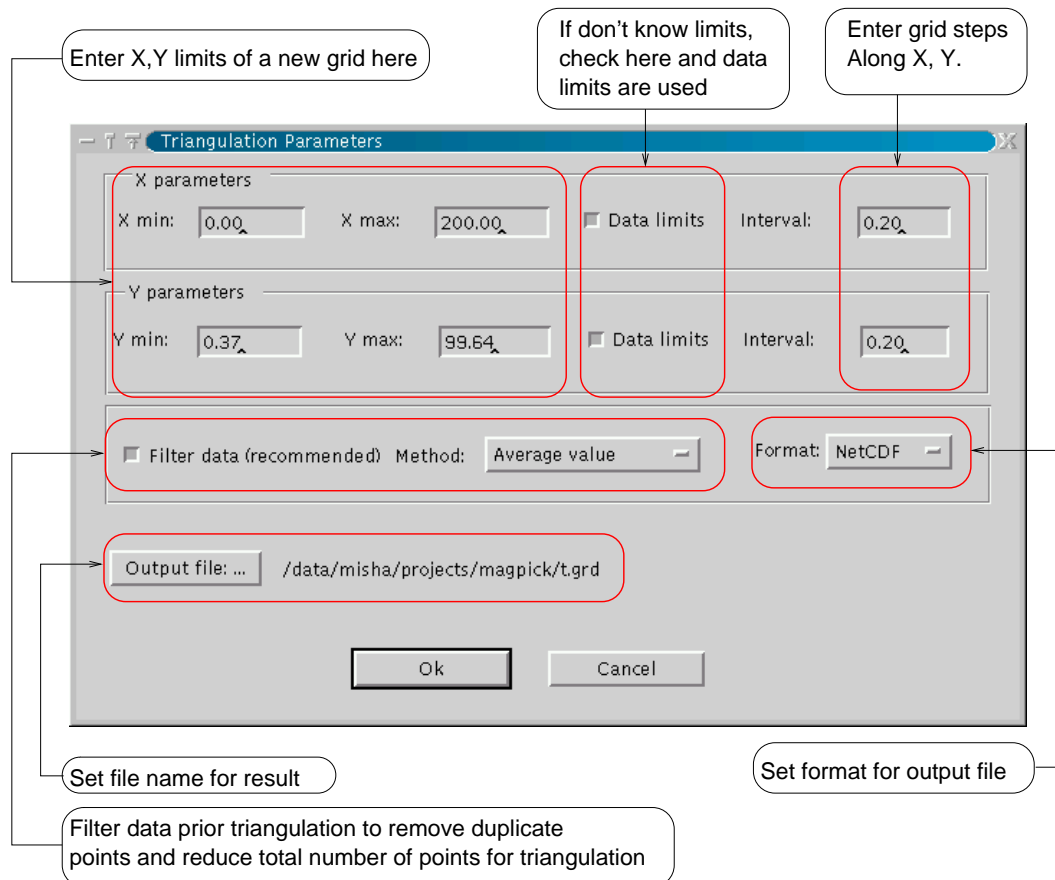 Enter X,Y limits of a new grid here
If don't know limits,
check here and data
limits are used
Enter grid steps
Along X, Y.
Triangulation Parameters
X parameters
X min: 0.00 X max: 200.00 Data limits Interval: 0.20
Y parameters
Y min: 0.37 Y max: 99.64 Data limits Interval: 0.20
Filter data (recommended) Method: Average value Format: NetCDF
Output file: ... /data/misha/projects/magpick/t.grd
Ok Cancel
Set file name for result
Set format for output file
Filter data prior triangulation to remove duplicate
points and reduce total number of points for triangulation